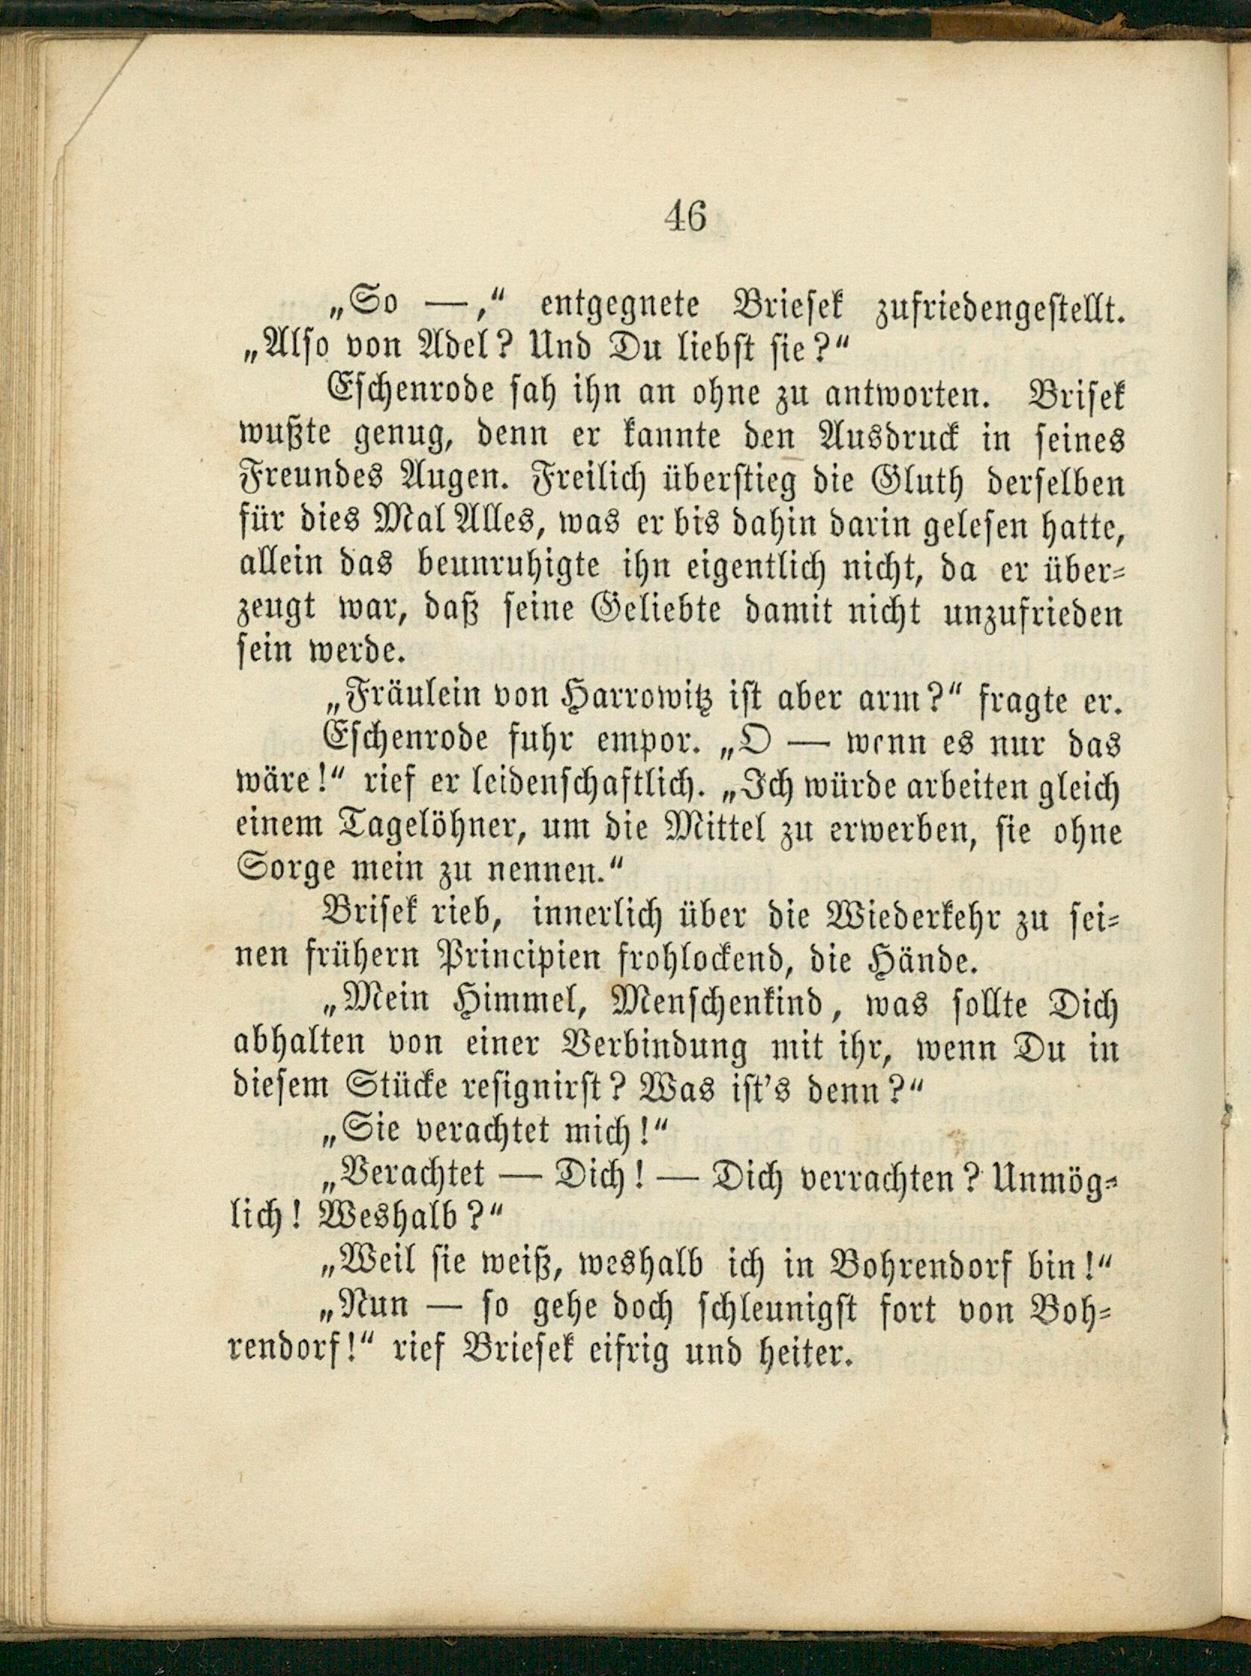 46
„So —,“ entgegnete Briesek zufriedengestellt.
„Also von Adel? Und Du liebst sie?“
Eschenrode sah ihn an ohne zu antworten. Brisek
wußte genug, denn er kannte den Ausdruck in seines
Freundes Augen. Freilich überstieg die Gluth derselben
für dies Mal Alles, was er bis dahin darin gelesen hatte,
allein das beunruhigte ihn eigentlich nicht, da er über-
zeugt war, daß seine Geliebte damit nicht unzufrieden
sein werde.
„Fräulein von Harrowitz ist aber arm?“ fragte er.
Eschenrode fuhr empor. „O — wenn es nur das
wäre!“ rief er leidenschaftlich. „Ich würde arbeiten gleich
einem Tagelöhner, um die Mittel zu erwerben, sie ohne
Sorge mein zu nennen.“
Brisek rieb, innerlich über die Wiederkehr zu sei-
nen frühern Principien frohlockend, die Hände.
„Mein Himmel, Menschenkind, was sollte Dich
abhalten von einer Verbindung mit ihr, wenn Du in
diesem Stücke resignirst? Was ist’s denn?“
„Sie verachtet mich!“
„Verachtet — Dich! — Dich verrachten? Unmög-
lich! Weshalb?“
„Weil sie weiß, weshalb ich in Bohrendorf bin!“
„Nun — so gehe doch schleunigst fort von Boh-
rendorf!“ rief Briesek eifrig und heiter.